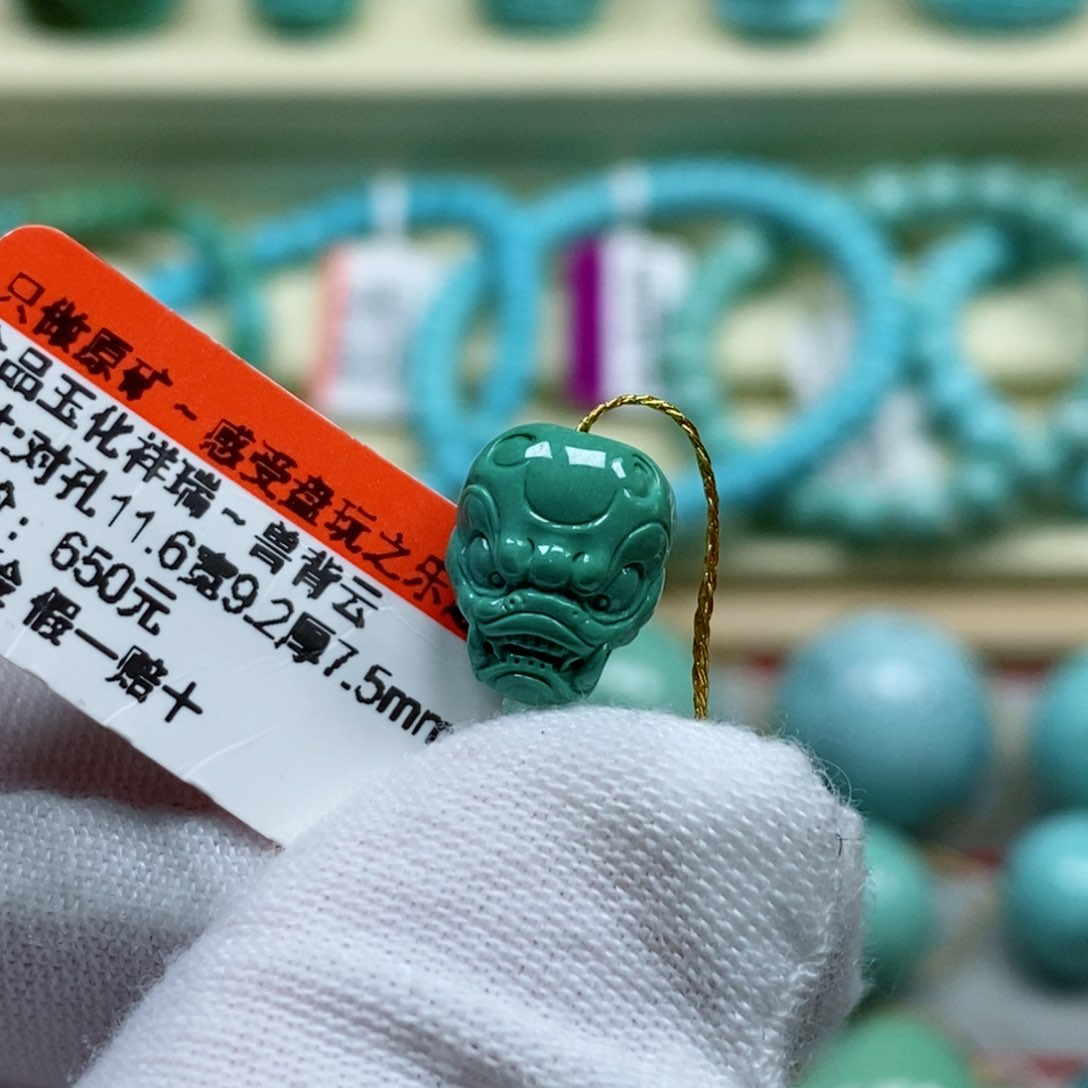 只做原矿~感受盘玩之乐
品玉化祥瑞~兽背云
:对孔11.6宽9.2厚7.5mm
: 650元
假一赔十